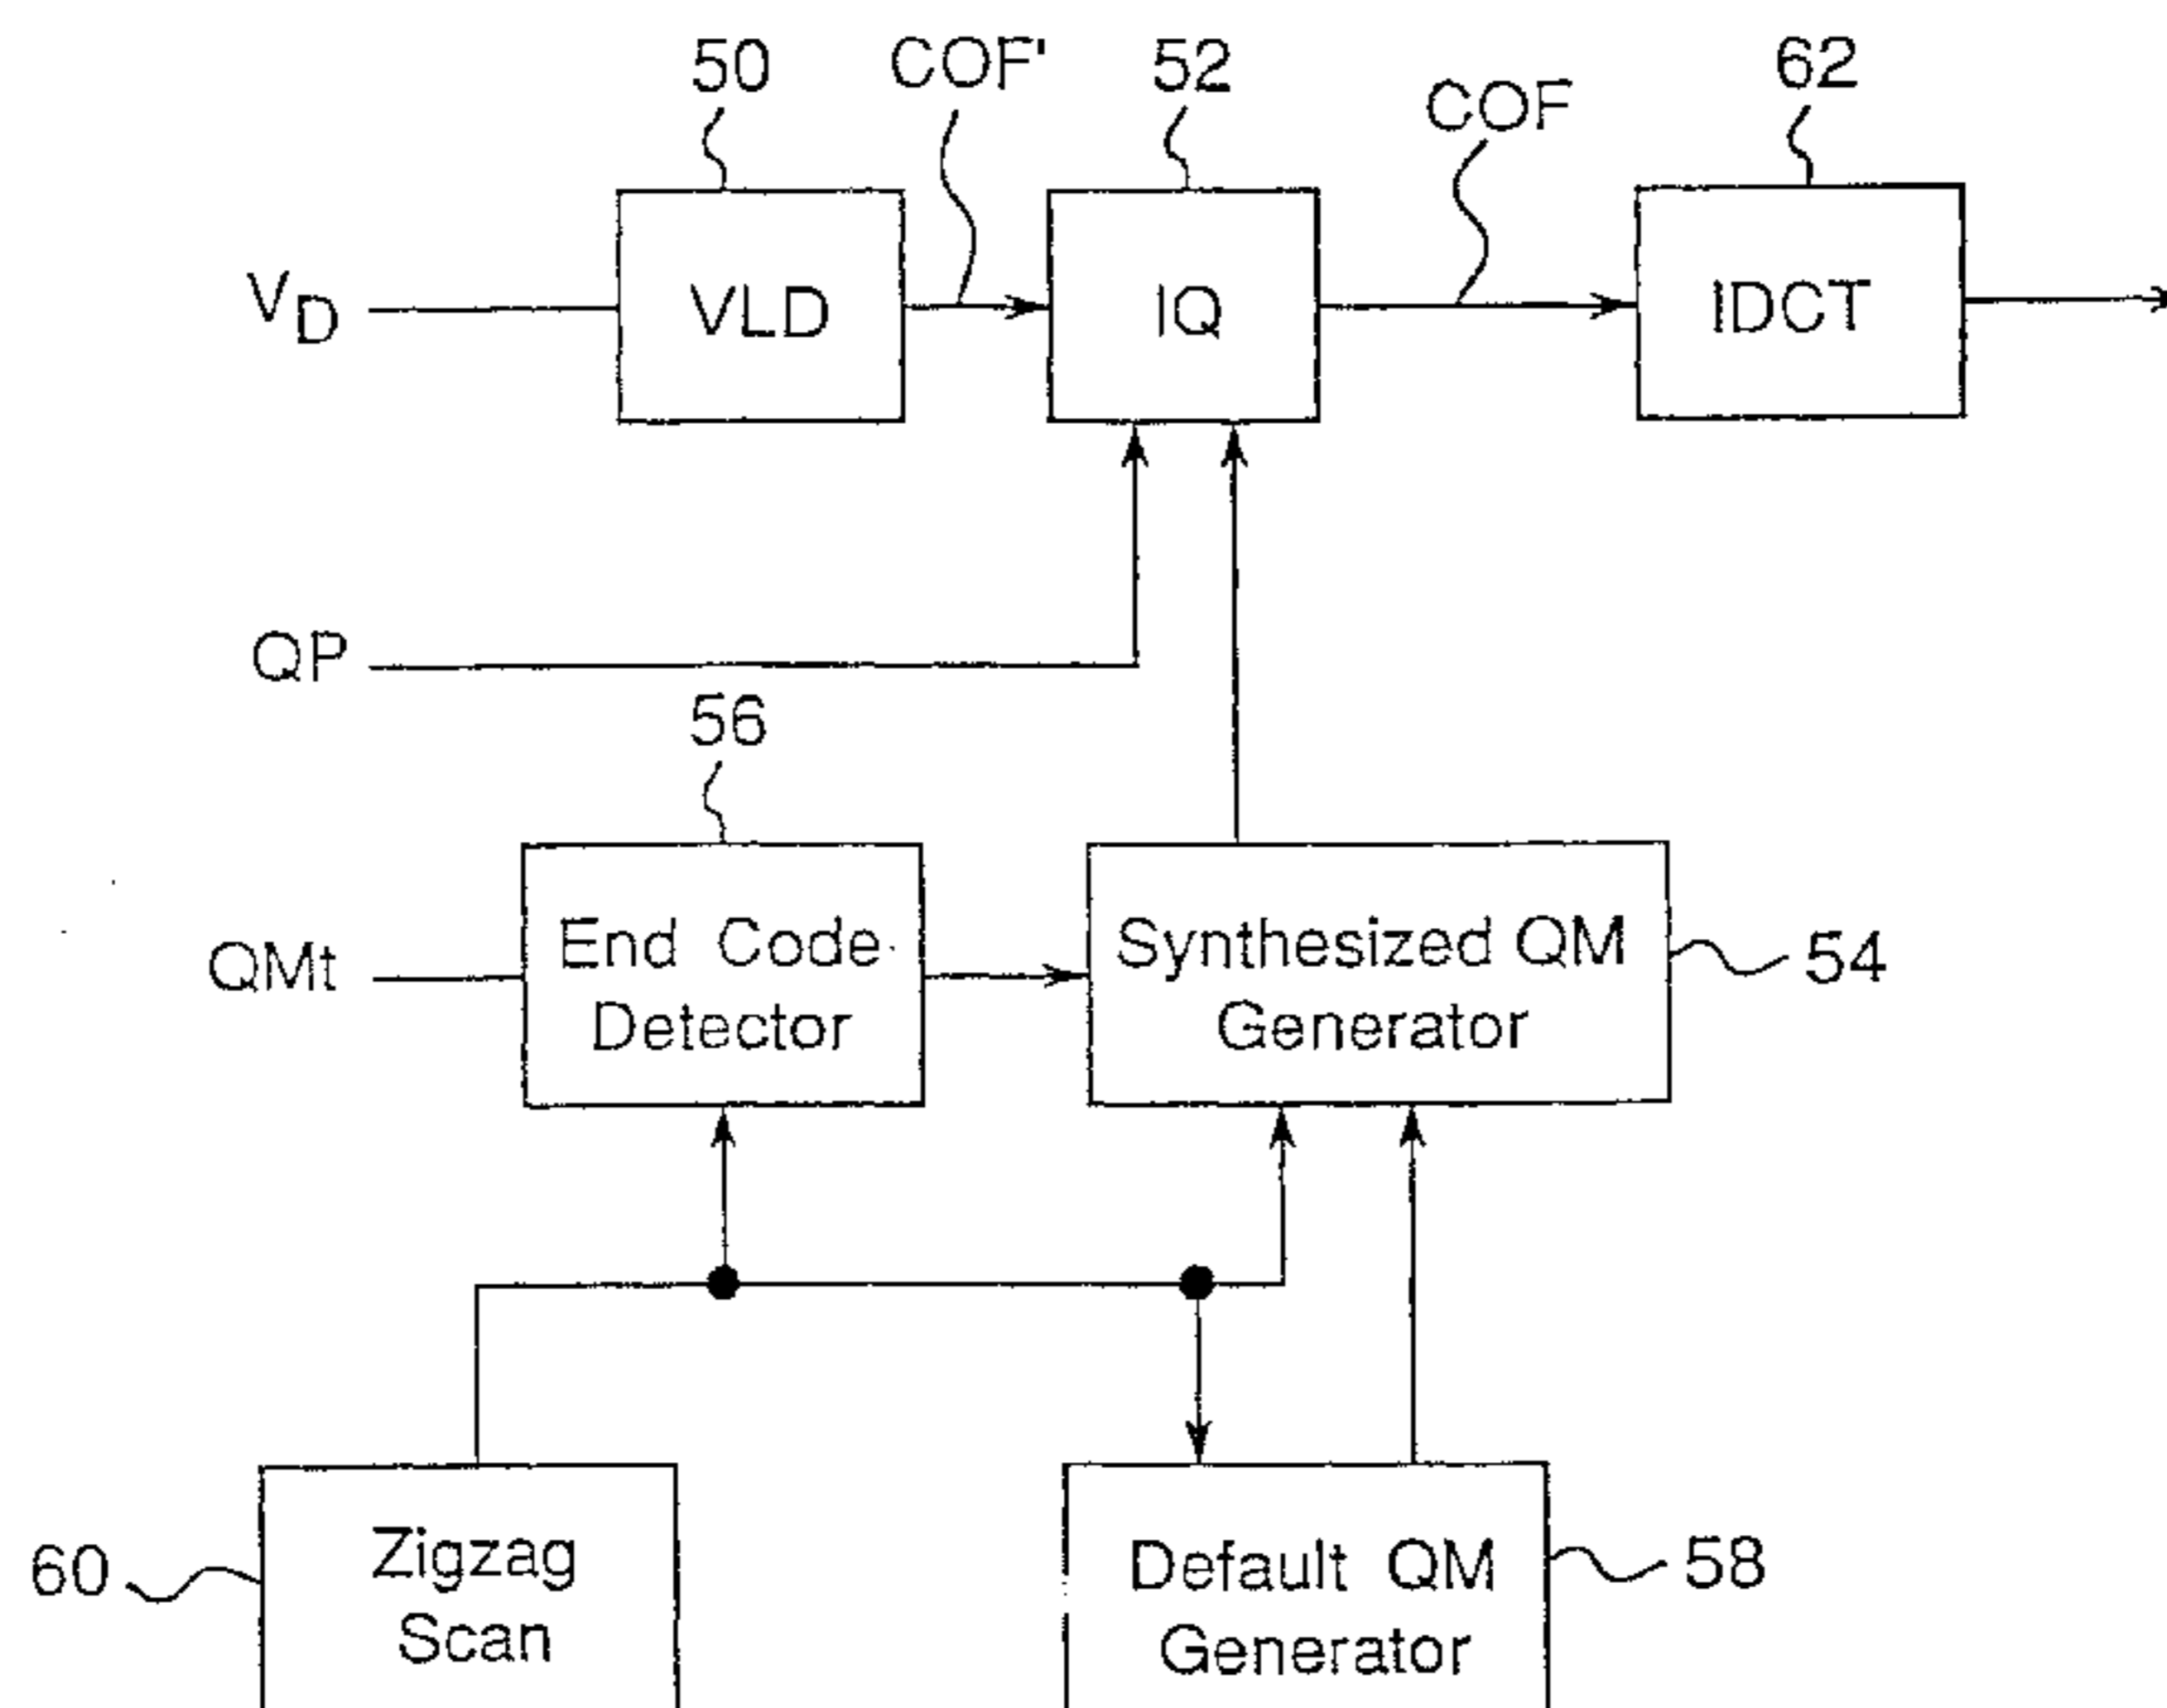 50
COF'
52
COF
62
VD
VLD
IQ
IDCT
QP
56
QMt
End Code
Detector
Synthesized QM
Generator
54
60
Zigzag
Scan
Default QM
Generator
58